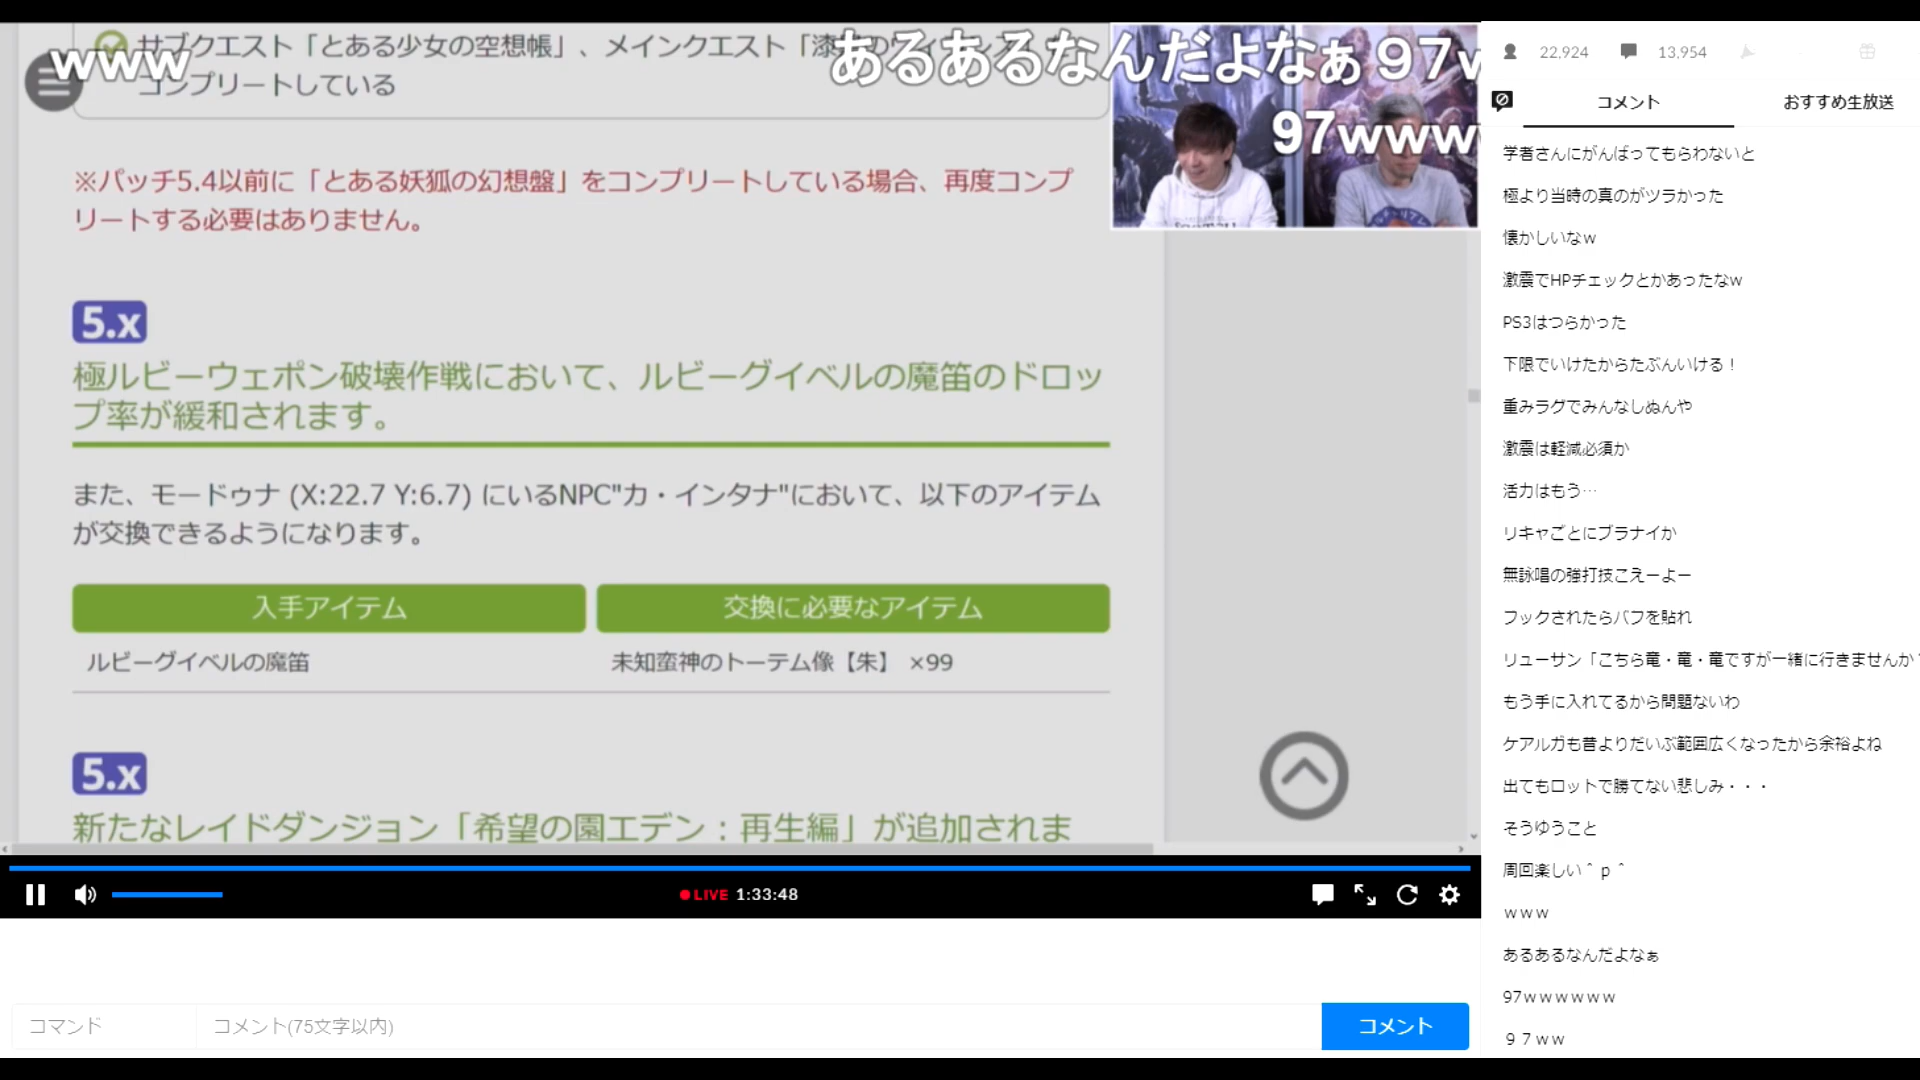 サブクエスト「とある少女の空想帳」、メインクエスト「漆
コンプリートしている
www
あるあるなんだよなぁ 97w
97www
※パッチ5.4以前に「とある妖狐の幻想盤」をコンプリートしている場合、再度コンプ
リートする必要はありません。
5.x
極ルビーウェポン破壊作戦において、ルビーグイベルの魔笛のドロッ
プ率が緩和されます。
また、モードゥナ (X:22.7 Y:6.7) にいるNPC"カ・インタナ"において、以下のアイテム
が交換できるようになります。
入手アイテム 交換に必要なアイテム
ルビーグイベルの魔笛 未知蛮神のトーテム像【朱】 ×99
5.x
新たなレイドダンジョン「希望の園エデン：再生編」が追加されま
LIVE 1:33:48
コマンド コメント(75文字以内) コメント
22,924 13,954
コメント おすすめ生放送
学者さんにがんばってもらわないと
極より当時の真のがツラかった
懐かしいなｗ
激震でHPチェックとかあったなw
PS3はつらかった
下限でいけたからたぶんいける！
重みラグでみんなしぬんや
激震は軽減必須か
活力はもう…
リキャごとにブラナイか
無詠唱の強打技こえーよー
フックされたらバフを貼れ
リューサン「こちら竜・竜・竜ですが一緒に行きませんか
もう手に入れてるから問題ないわ
ケアルガも昔よりだいぶ範囲広くなったから余裕よね
出てもロットで勝てない悲しみ・・・
そうゆうこと
周回楽しい＾ｐ＾
ｗｗｗ
あるあるなんだよなぁ
97ｗｗｗｗｗｗ
９７ｗｗ